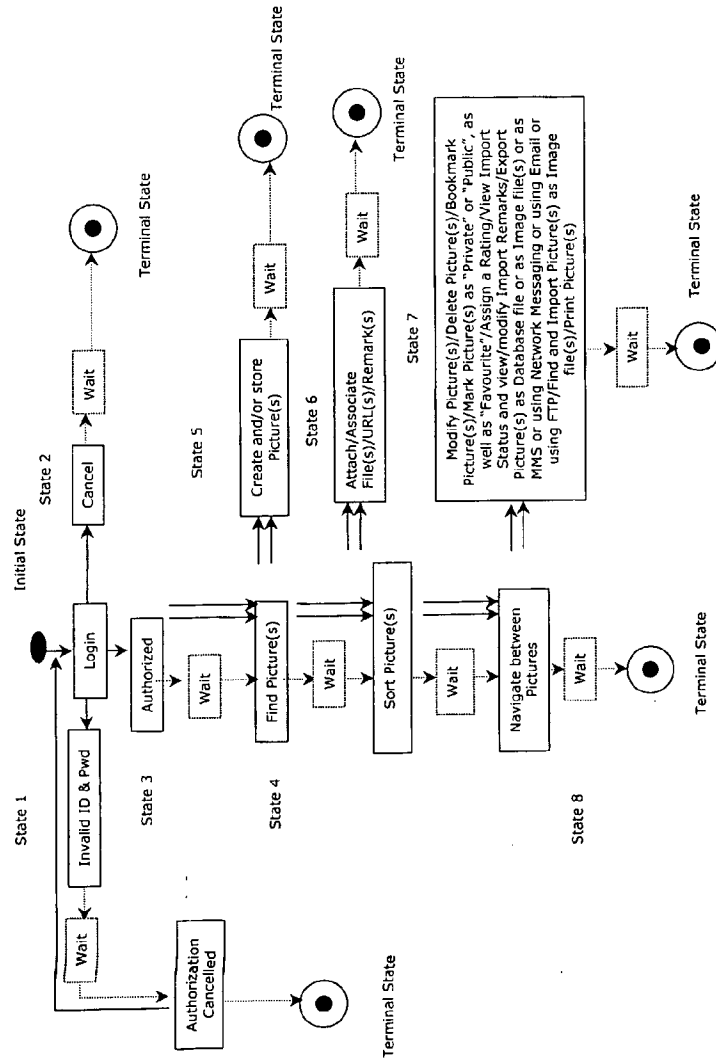 Initial State
State 1
State 2
Login
Cancel
Wait
Terminal State
Invalid ID & Pwd
Wait
Authorization
Cancelled
Terminal State
State 3
Authorized
Wait
State 4
Find Picture(s)
Wait
Sort Picture(s)
Wait
State 8
Navigate between
Pictures
Wait
Terminal State
State 5
Create and/or store
Picture(s)
Wait
Terminal State
State 6
Attach/Associate
File(s)/URL(s)/Remark(s)
Wait
Terminal State
State 7
Modify Picture(s)/Delete Picture(s)/Bookmark
Picture(s)/Mark Picture(s) as "Private" or "Public", as
well as "Favourite"/Assign a Rating/View Import
Status and view/modify Import Remarks/Export
Picture(s) as Database file or as Image file(s) or as
MMS or using Network Messaging or using Email or
using FTP/Find and Import Picture(s) as Image
file(s)/Print Picture(s)
Wait
Terminal State